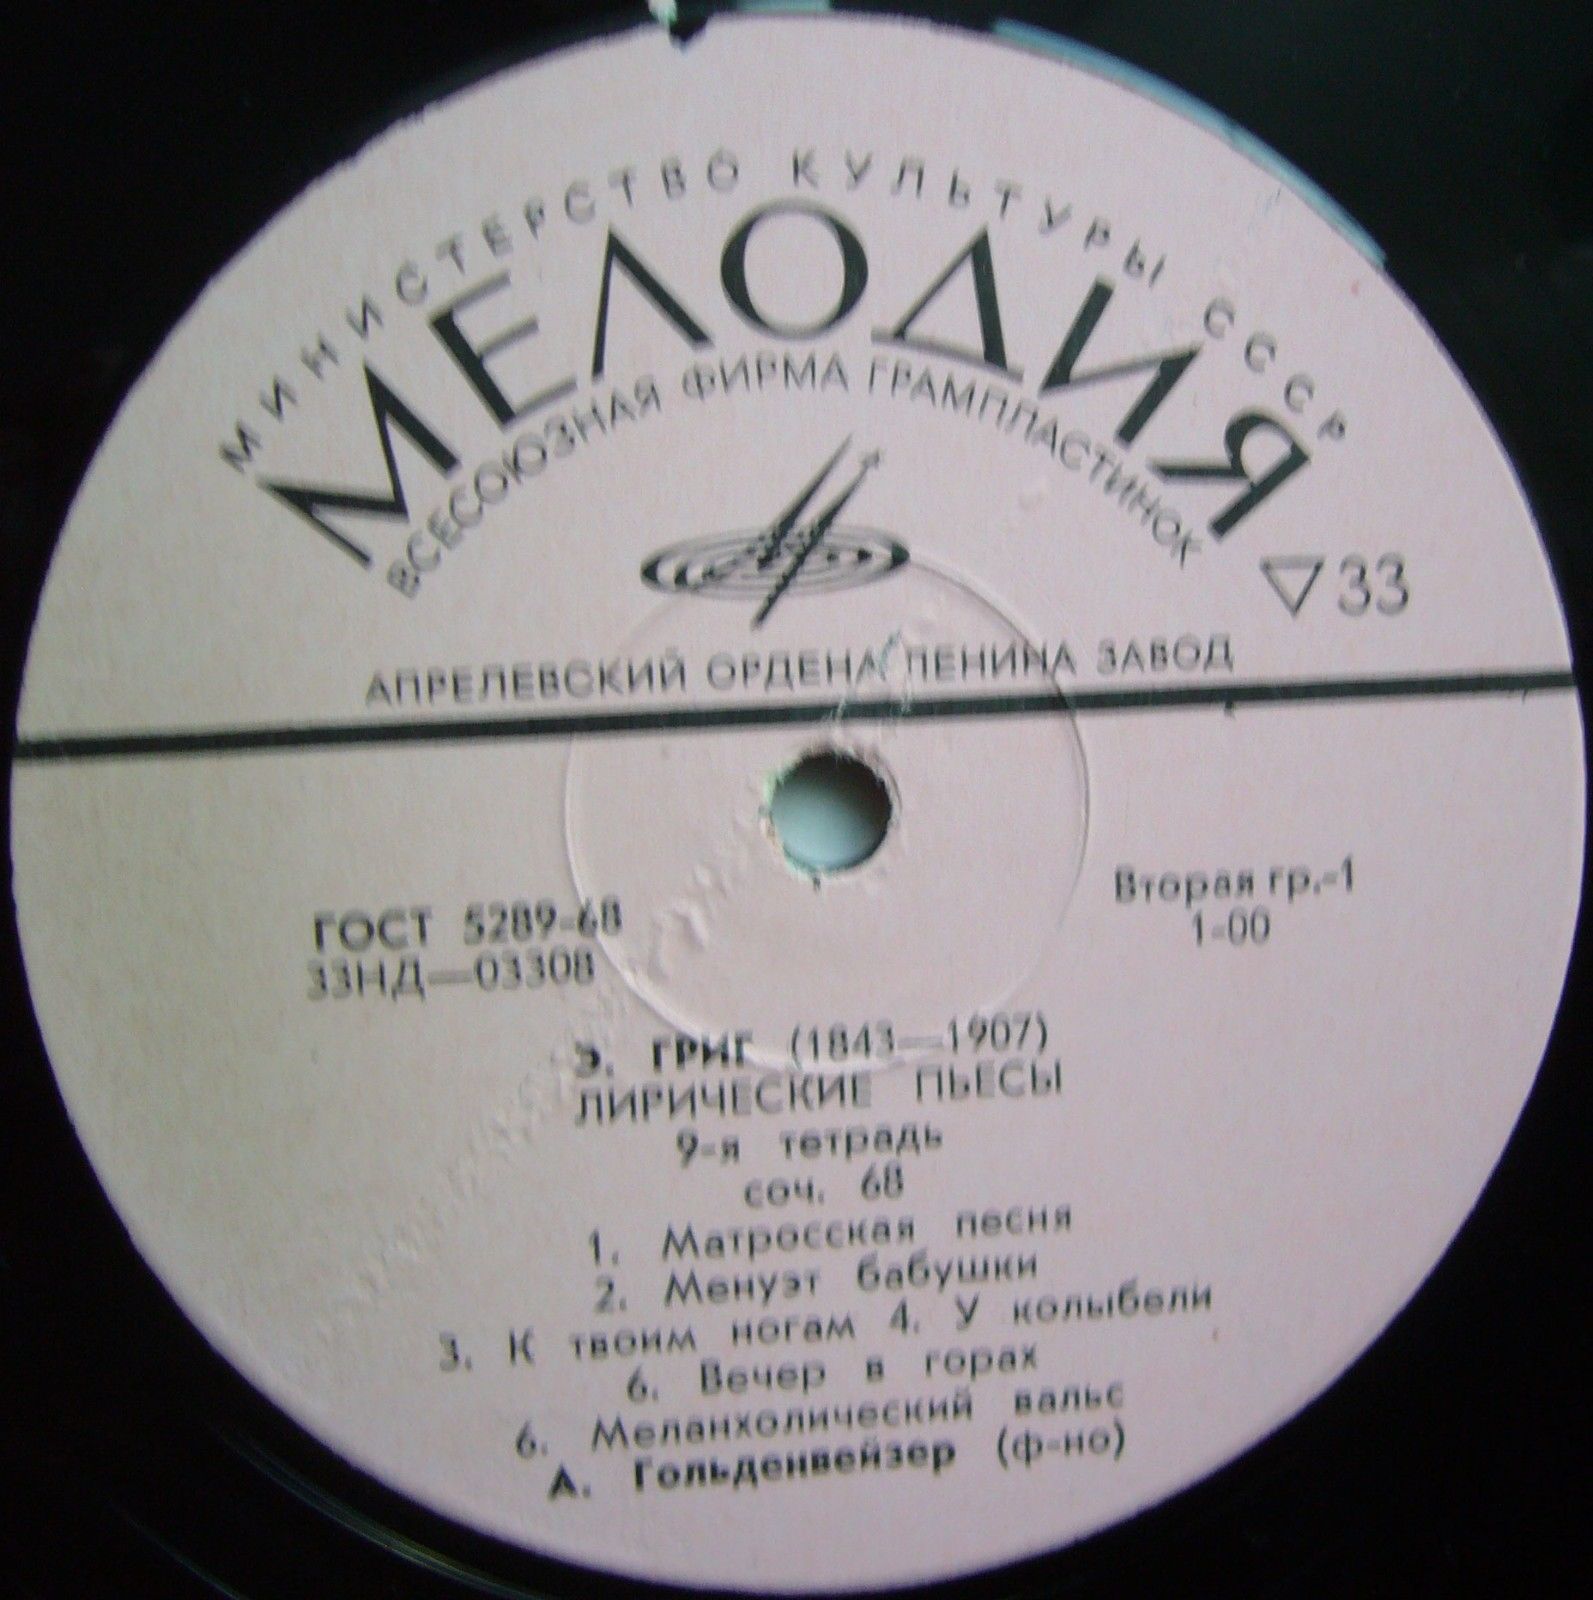 МИНИСТЕРСТВО КУЛЬТУРЫ СССР
МЕЛОДИЯ
ВСЕСОЮЗНАЯ ФИРМА ГРАМПЛАСТИНОК
▽33
АПРЕЛЕВСКИЙ ОРДЕНА ЛЕНИНА ЗАВОД
Вторая гр.-1
1-00
ГОСТ 5289-68
33НД—03308
Э. ГРИГ (1843—1907)
ЛИРИЧЕСКИЕ ПЬЕСЫ
9-я тетрадь
соч. 68
1. Матросская песня
2. Менуэт бабушки
3. К твоим ногам 4. У колыбели
6. Вечер в горах
6. Меланхолический вальс
А. Гольденвейзер (ф-но)